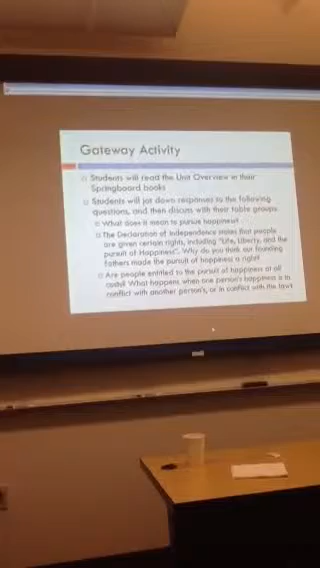 Gateway Activity
Students will read the Unit Overview in their
Springboard books
Students will jot down responses to the following
questions, and then discuss with their table groups.
What does it mean to pursue happiness?
The Declaration of Independence states that people
are given certain rights, including "Life, Liberty, and the
pursuit of Happiness". Why do you think our founding
fathers made the pursuit of happiness a right?
Are people entitled to the pursuit of happiness at all
costs? What happens when one person's happiness is in
conflict with another person's, or in conflict with the law?